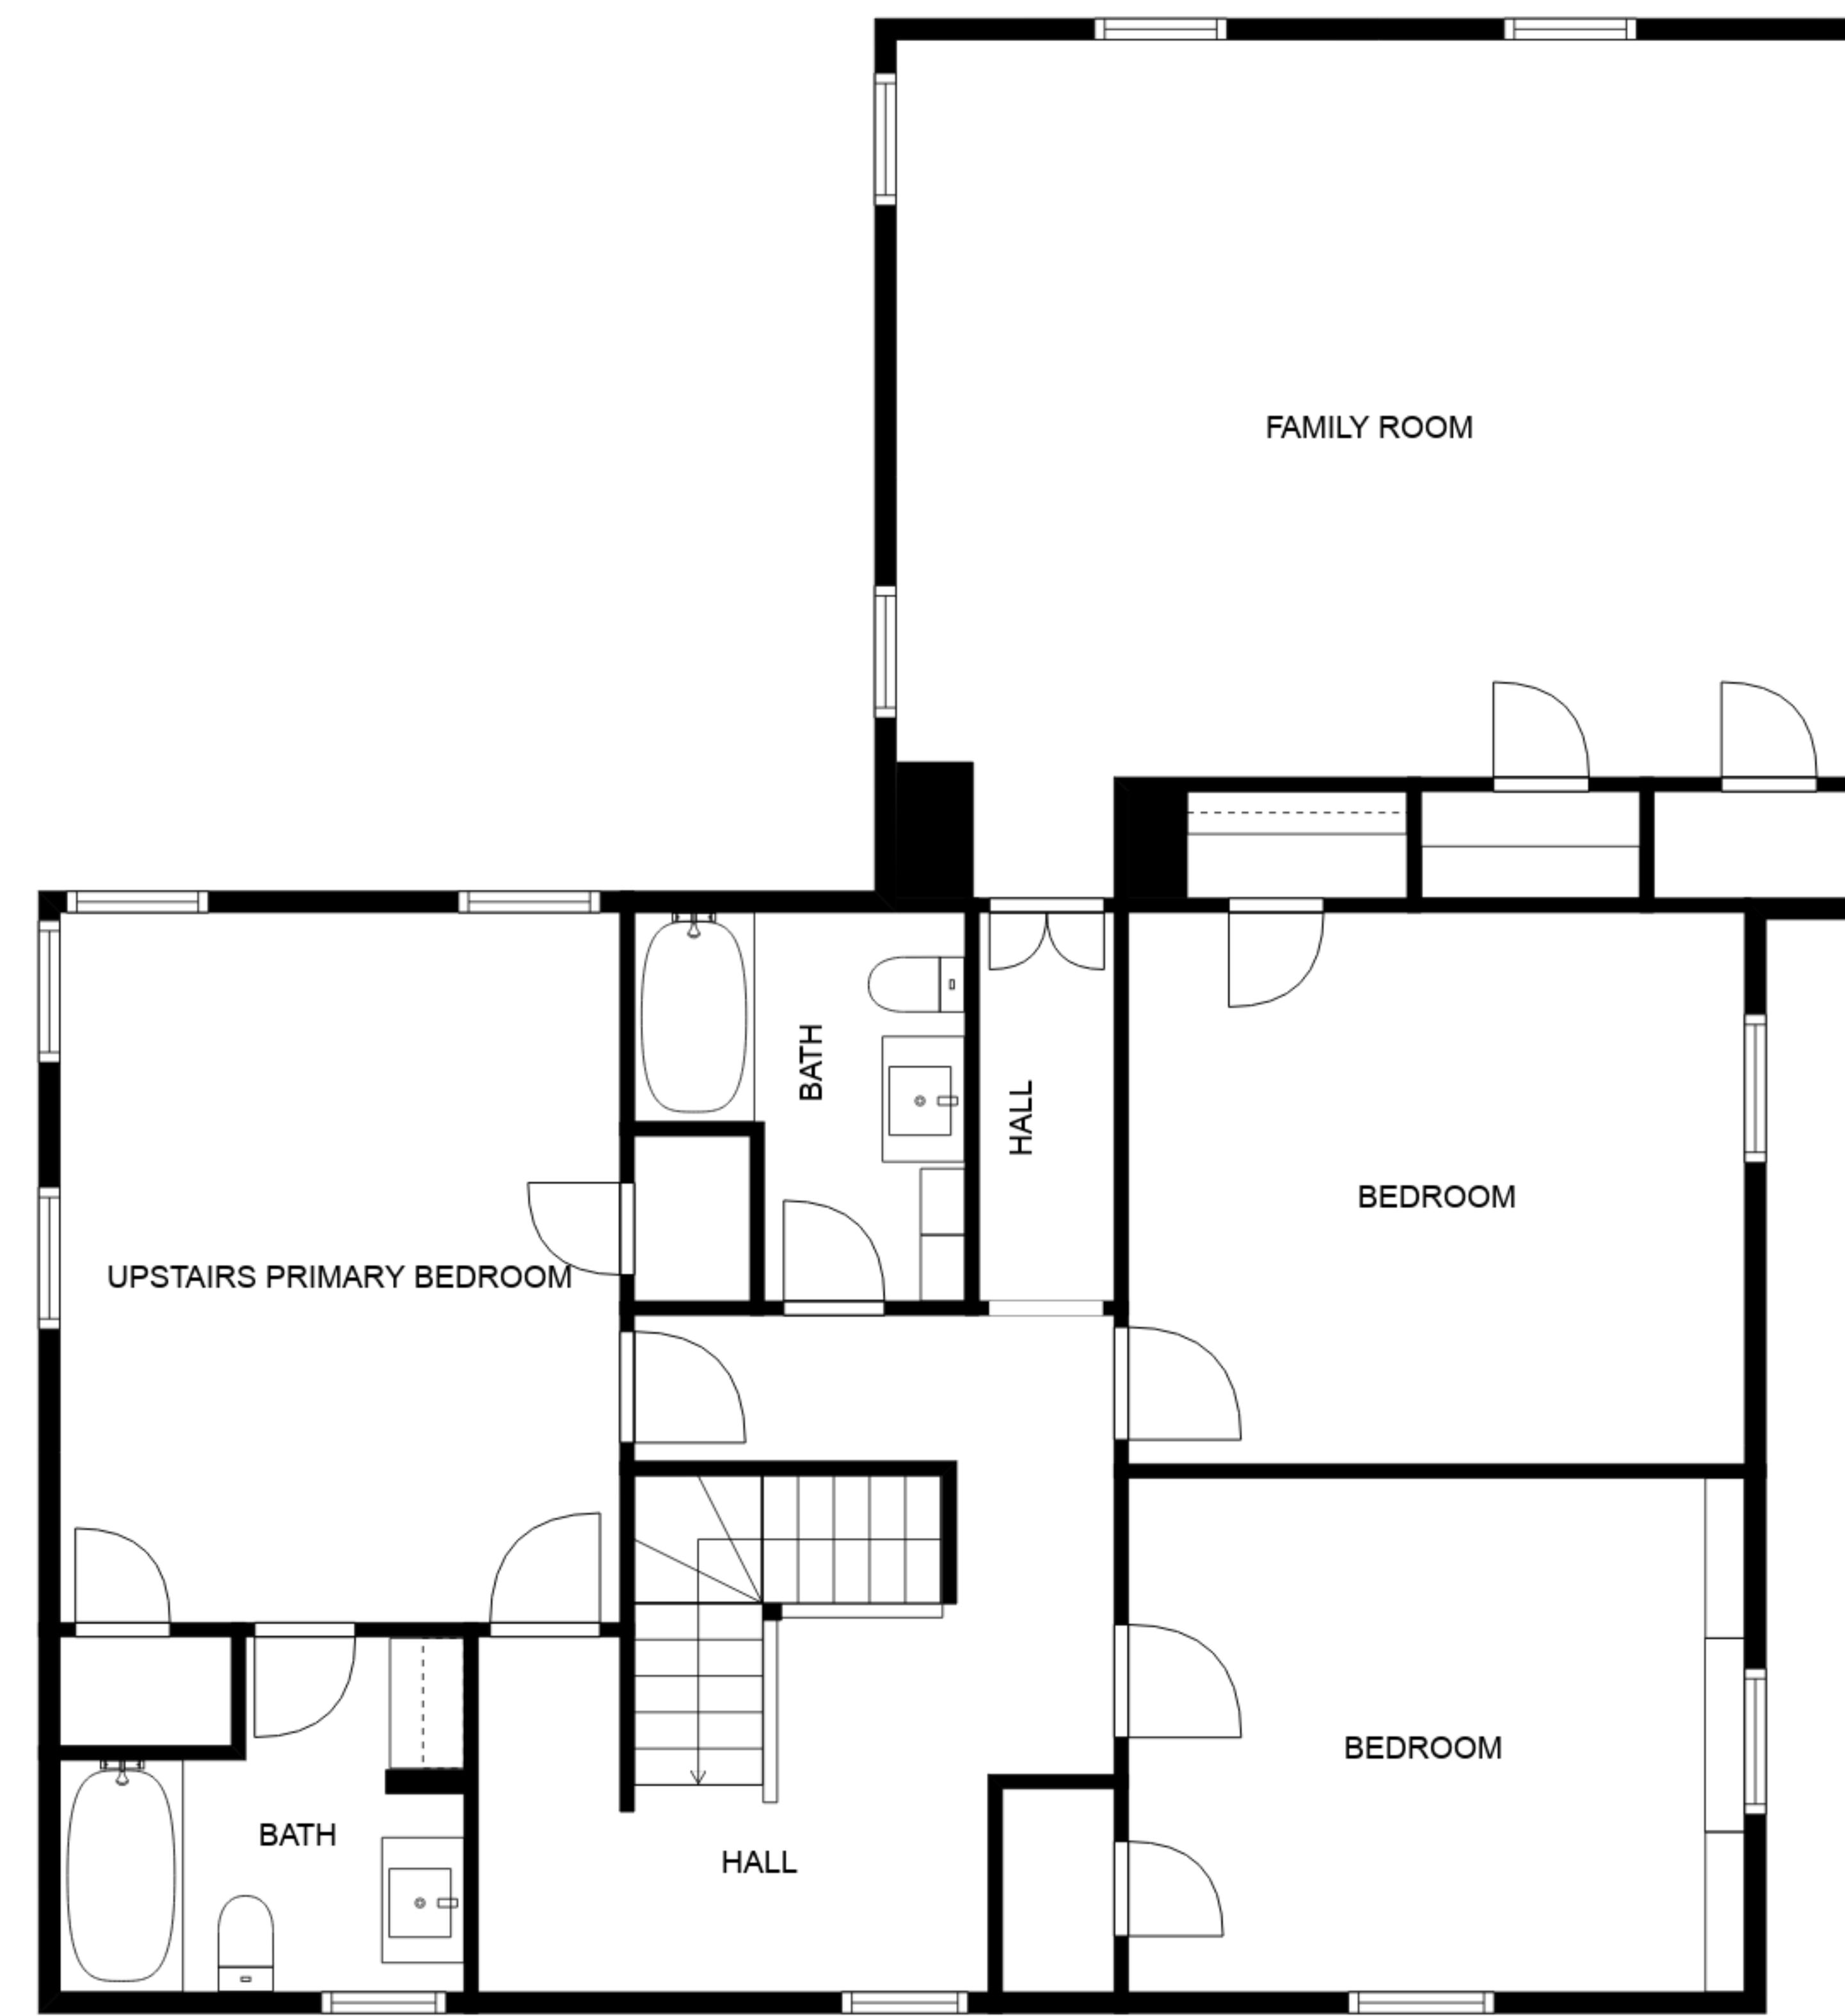 FAMILY ROOM
BATH
HALL
BEDROOM
UPSTAIRS PRIMARY BEDROOM
BEDROOM
BATH
HALL